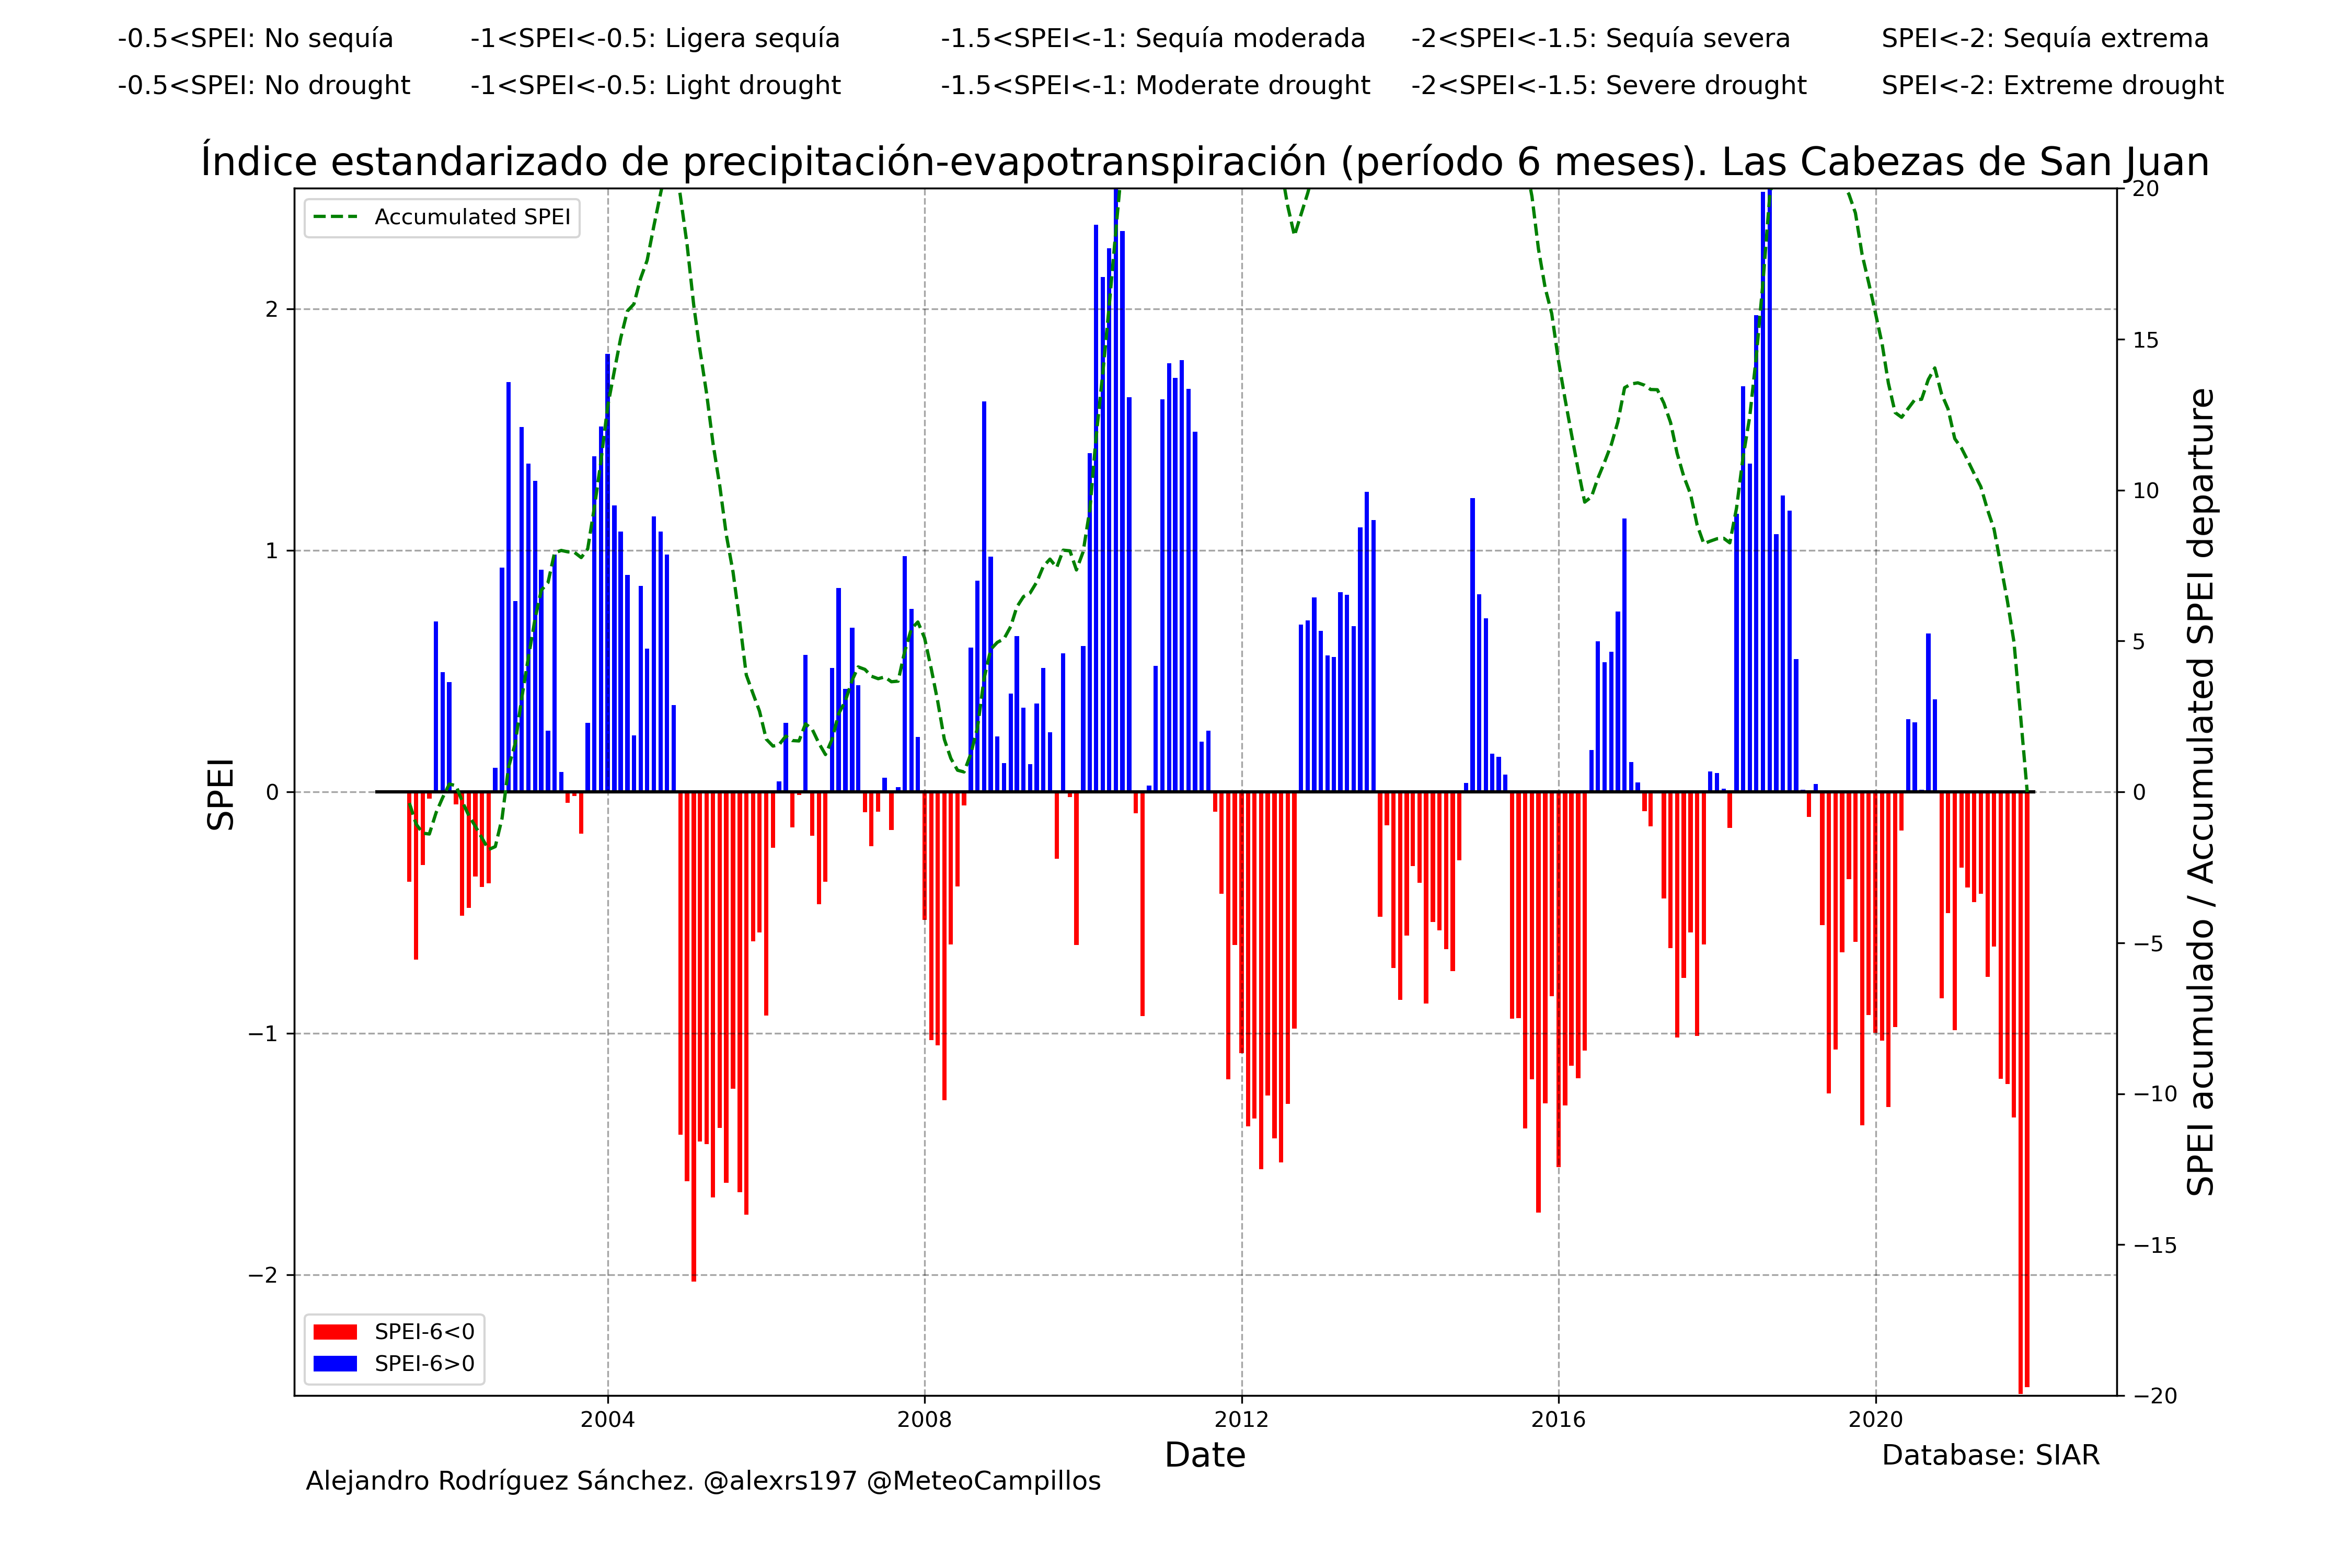 -0.5<SPEI: No sequía -1<SPEI<-0.5: Ligera sequía -1.5<SPEI<-1: Sequía moderada -2<SPEI<-1.5: Sequía severa SPEI<-2: Sequía extrema
-0.5<SPEI: No drought -1<SPEI<-0.5: Light drought -1.5<SPEI<-1: Moderate drought -2<SPEI<-1.5: Severe drought SPEI<-2: Extreme drought
Índice estandarizado de precipitación-evapotranspiración (período 6 meses). Las Cabezas de San Juan
Accumulated SPEI
SPEI
2
1
0
−1
−2
20
15
10
5
0
−5
−10
−15
−20
SPEI acumulado / Accumulated SPEI departure
SPEI-6<0
SPEI-6>0
2004 2008 2012 2016 2020
Date
Database: SIAR
Alejandro Rodríguez Sánchez. @alexrs197 @MeteoCampillos